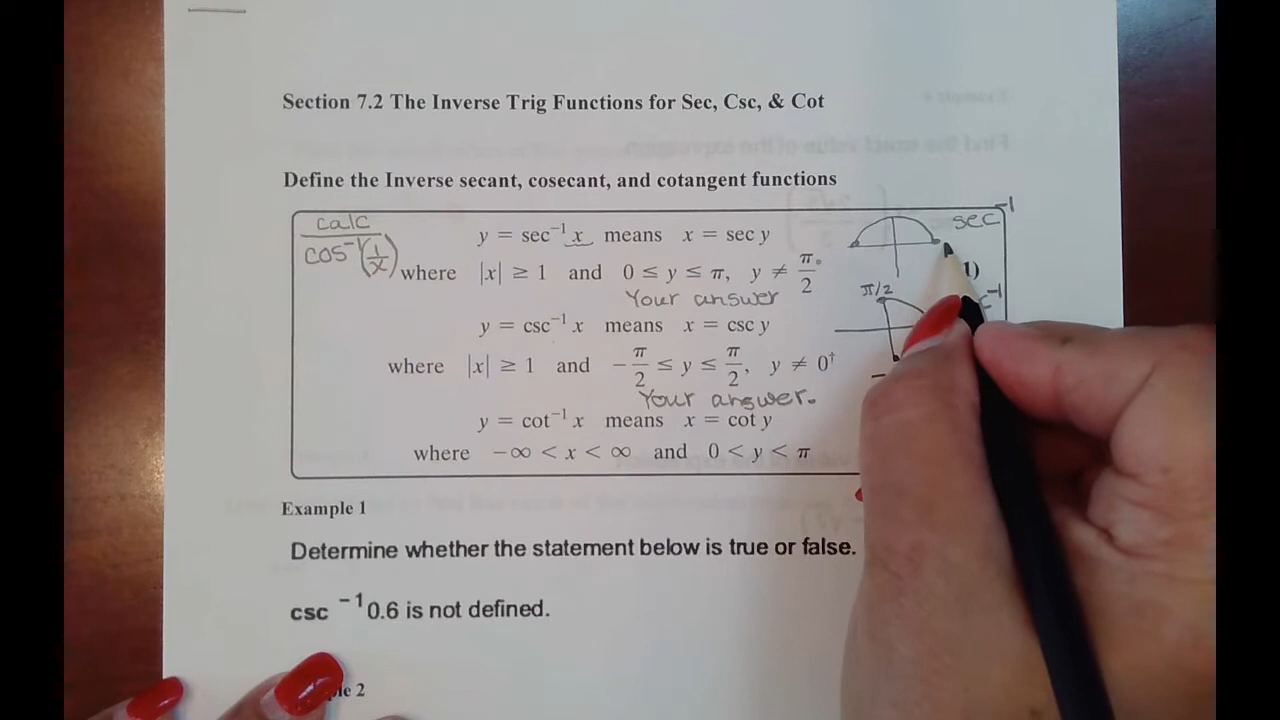 Section 7.2 The Inverse Trig Functions for Sec, Csc, & Cot
Define the Inverse secant, cosecant, and cotangent functions
calc
cos⁻¹(1/x)
y = sec⁻¹ x means x = sec y
where |x| ≥ 1 and 0 ≤ y ≤ π, y ≠ π/2
Your answer
sec⁻¹
1)
π/2
y = csc⁻¹ x means x = csc y
where |x| ≥ 1 and −π/2 ≤ y ≤ π/2, y ≠ 0†
Your answer.
y = cot⁻¹ x means x = cot y
where −∞ < x < ∞ and 0 < y < π
Example 1
Determine whether the statement below is true or false.
csc ⁻¹0.6 is not defined.
2